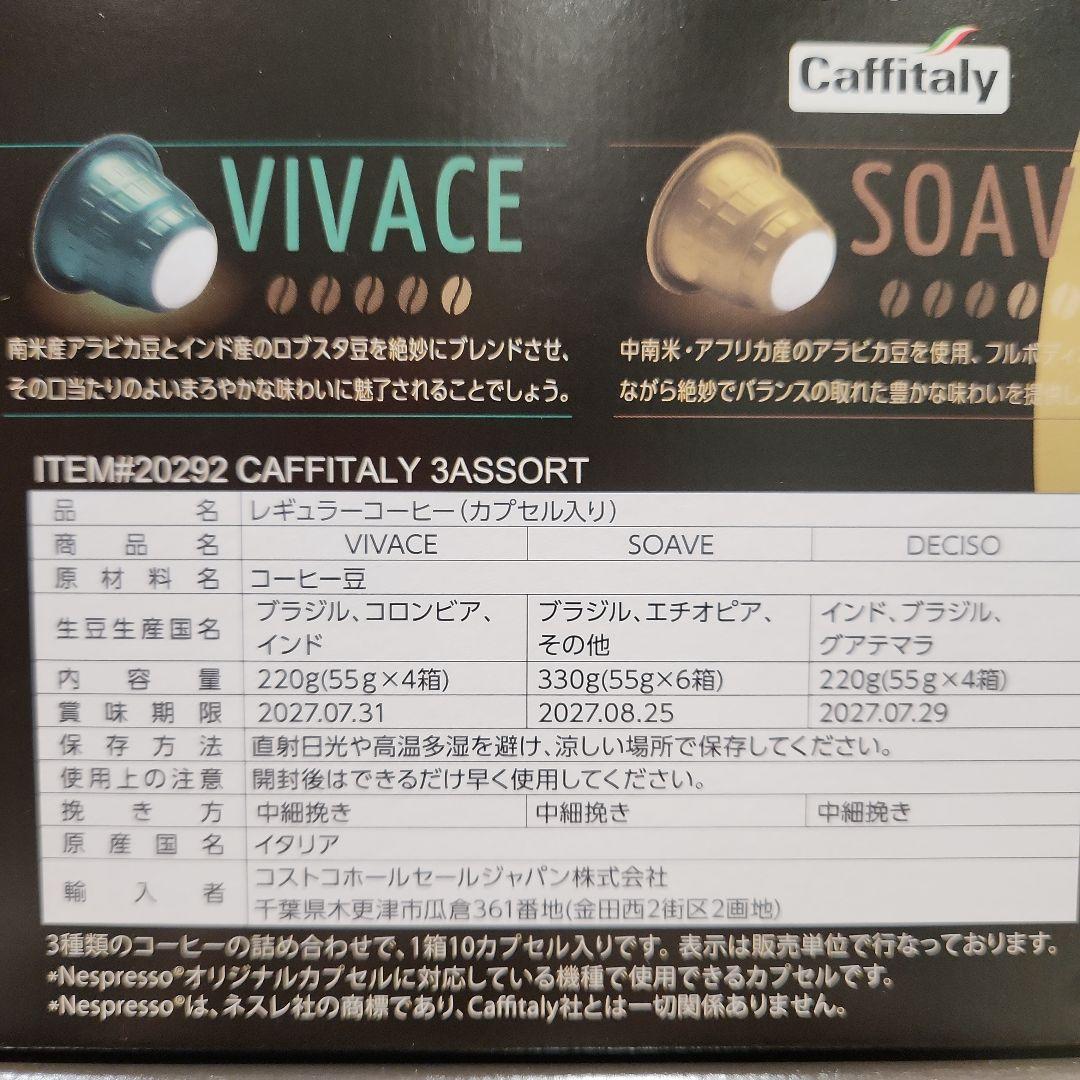 Caffitaly
VIVACE
SOAV
南米産アラビカ豆とインド産のロブスタ豆を絶妙にブレンドさせ、
その口当たりのよいまろやかな味わいに魅了されることでしょう。
中南米・アフリカ産のアラビカ豆を使用、フルボディ
ながら絶妙でバランスの取れた豊かな味わいを提供し
ITEM#20292 CAFFITALY 3ASSORT
品名 レギュラーコーヒー(カプセル入り)
商品名 VIVACE SOAVE DECISO
原材料名 コーヒー豆
生豆生産国名 ブラジル、コロンビア、インド ブラジル、エチオピア、その他 インド、ブラジル、グアテマラ
内容量 220g(55g×4箱) 330g(55g×6箱) 220g(55g×4箱)
賞味期限 2027.07.31 2027.08.25 2027.07.29
保存方法 直射日光や高温多湿を避け、涼しい場所で保存してください。
使用上の注意 開封後はできるだけ早く使用してください。
挽き方 中細挽き 中細挽き 中細挽き
原産国名 イタリア
輸入者 コストコホールセールジャパン株式会社
千葉県木更津市瓜倉361番地(金田西2街区2画地)
3種類のコーヒーの詰め合わせで、1箱10カプセル入りです。表示は販売単位で行なっております。
*Nespresso®オリジナルカプセルに対応している機種で使用できるカプセルです。
*Nespresso®は、ネスレ社の商標であり、Caffitaly社とは一切関係ありません。